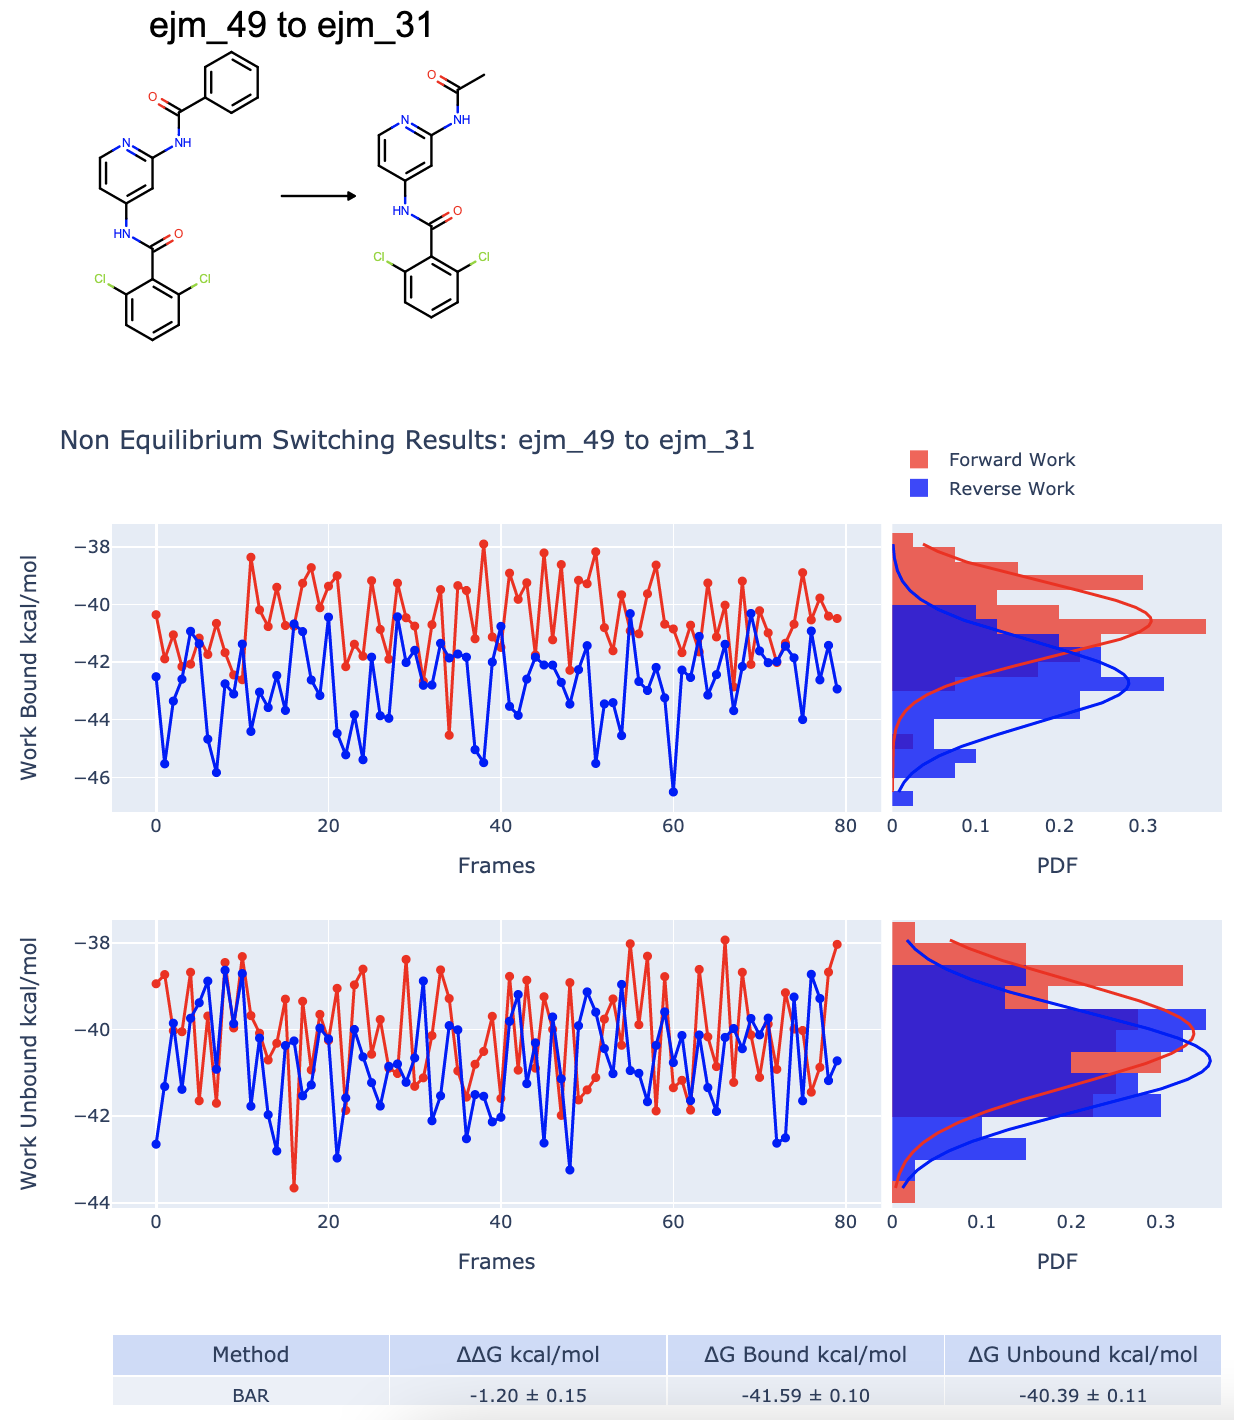 ejm_49 to ejm_31
O
NH
N
HN
O
Cl
Cl
O
NH
N
HN
O
Cl
Cl
Non Equilibrium Switching Results: ejm_49 to ejm_31
Forward Work
Reverse Work
Work Bound kcal/mol
−38
−40
−42
−44
−46
0 20 40 60 80
Frames
0 0.1 0.2 0.3
PDF
Work Unbound kcal/mol
−38
−40
−42
−44
0 20 40 60 80
Frames
0 0.1 0.2 0.3
PDF
Method ΔΔG kcal/mol ΔG Bound kcal/mol ΔG Unbound kcal/mol
BAR -1.20 ± 0.15 -41.59 ± 0.10 -40.39 ± 0.11